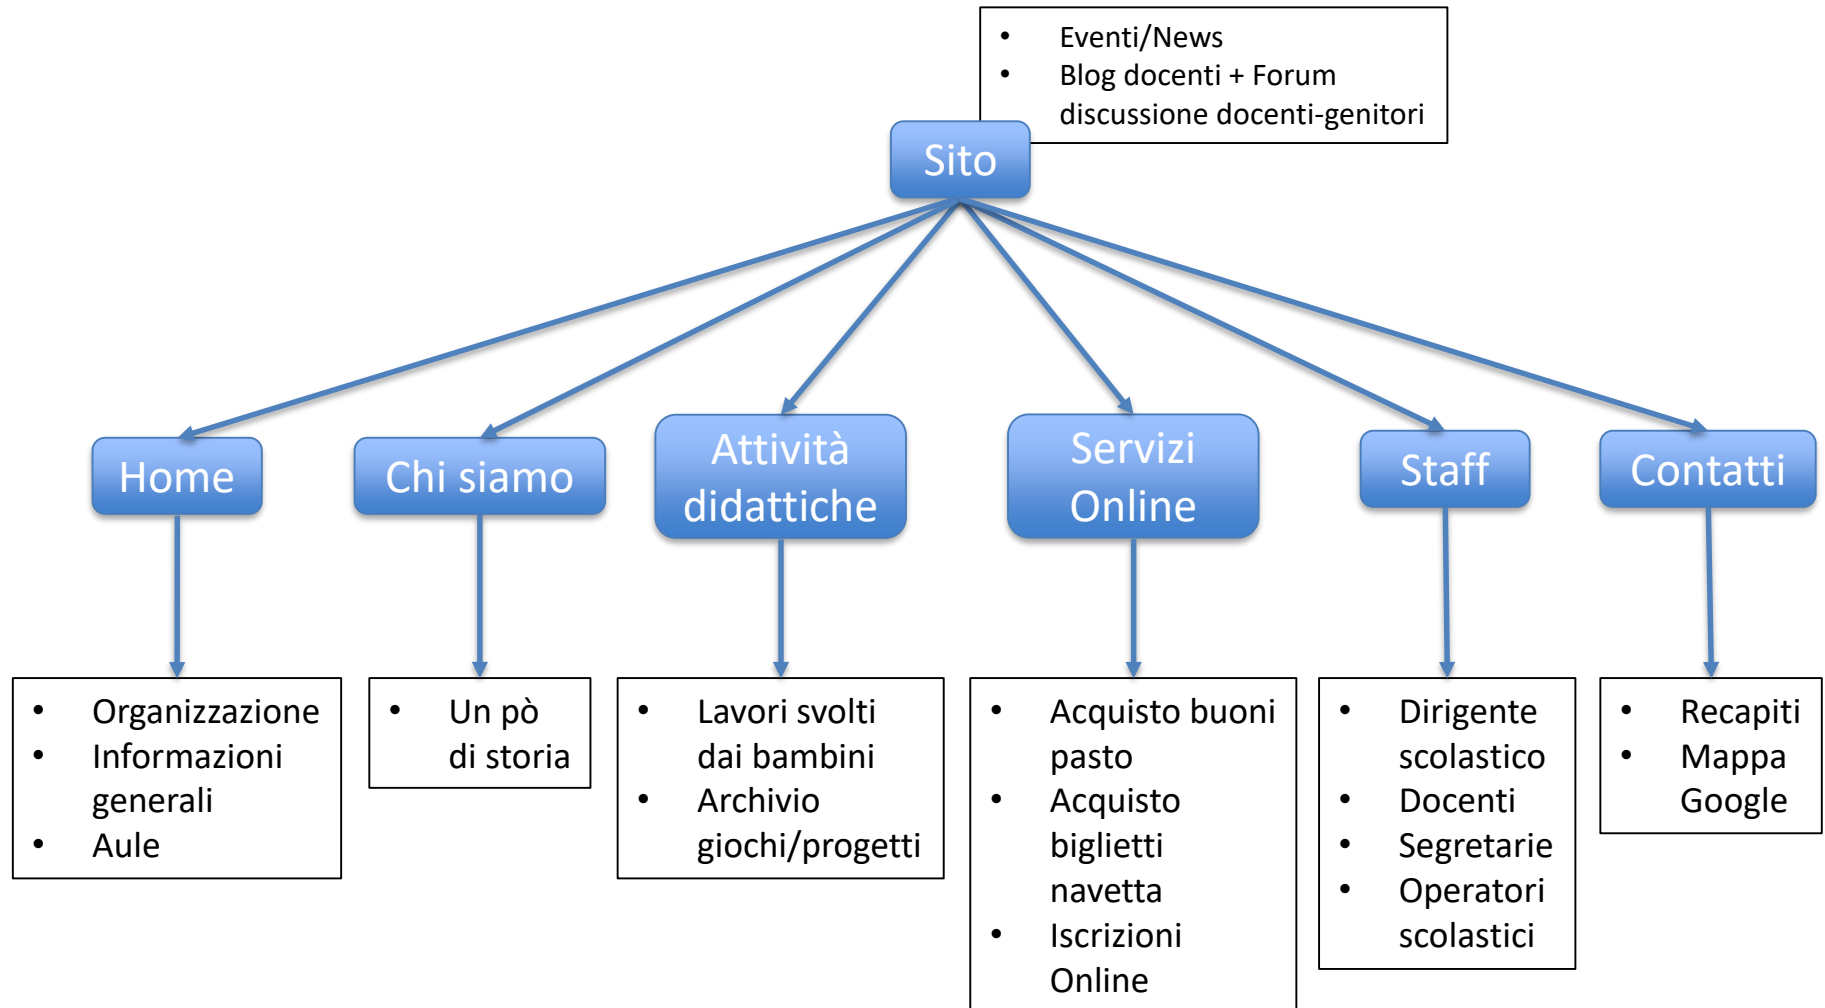 • Eventi/News
• Blog docenti + Forum
discussione docenti-genitori
Sito
Home
Chi siamo
Attività
didattiche
Servizi
Online
Staff
Contatti
• Organizzazione
• Informazioni
generali
• Aule
• Un pò
di storia
• Lavori svolti
dai bambini
• Archivio
giochi/progetti
• Acquisto buoni
pasto
• Acquisto
biglietti
navetta
• Iscrizioni
Online
• Dirigente
scolastico
• Docenti
• Segretarie
• Operatori
scolastici
• Recapiti
• Mappa
Google